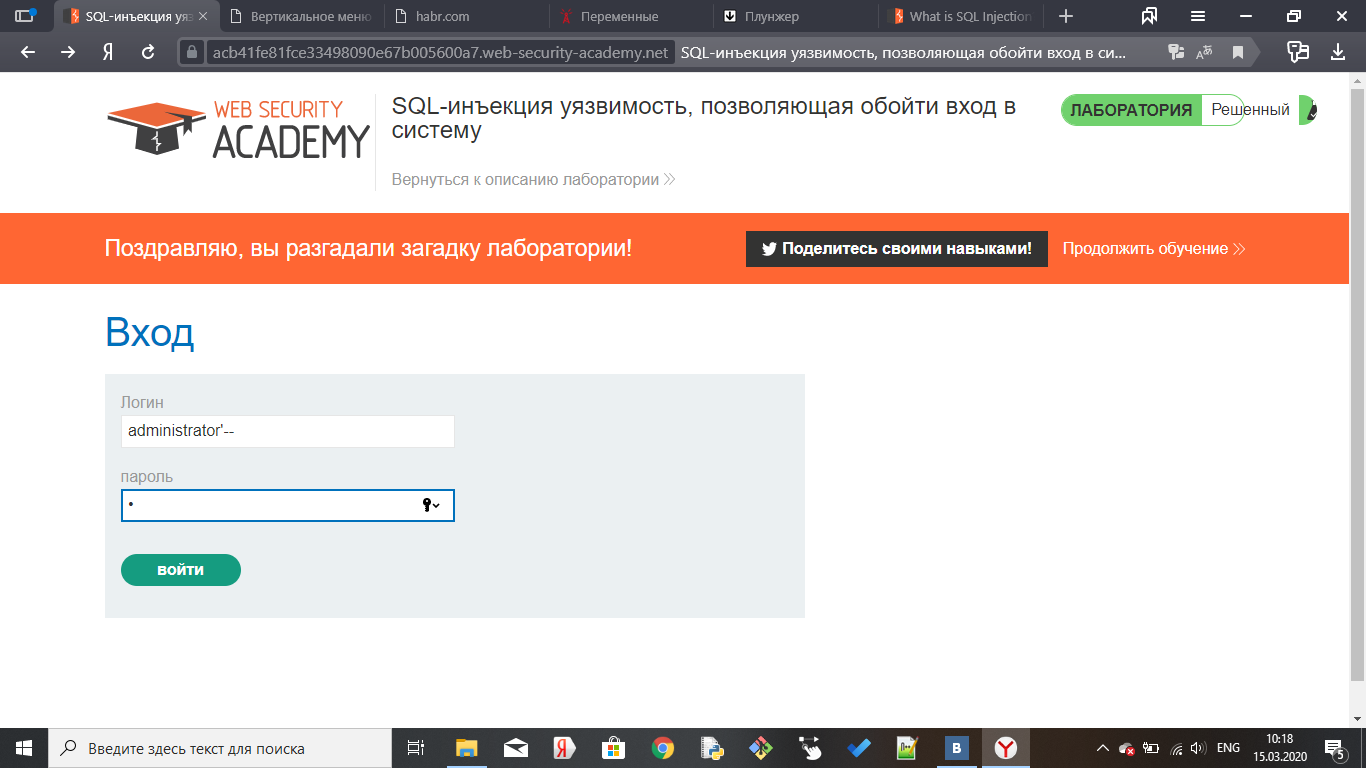 SQL-инъекция уяз
Вертикальное меню
habr.com
Переменные
Плунжер
What is SQL Injection
acb41fe81fce33498090e67b005600a7.web-security-academy.net SQL-инъекция уязвимость, позволяющая обойти вход в си...
WEB SECURITY
ACADEMY
SQL-инъекция уязвимость, позволяющая обойти вход в
систему
ЛАБОРАТОРИЯ
Решенный
Вернуться к описанию лаборатории
Поздравляю, вы разгадали загадку лаборатории!
Поделитесь своими навыками!
Продолжить обучение
Вход
Логин
administrator'--
пароль
•
войти
Введите здесь текст для поиска
ENG
10:18
15.03.2020
5